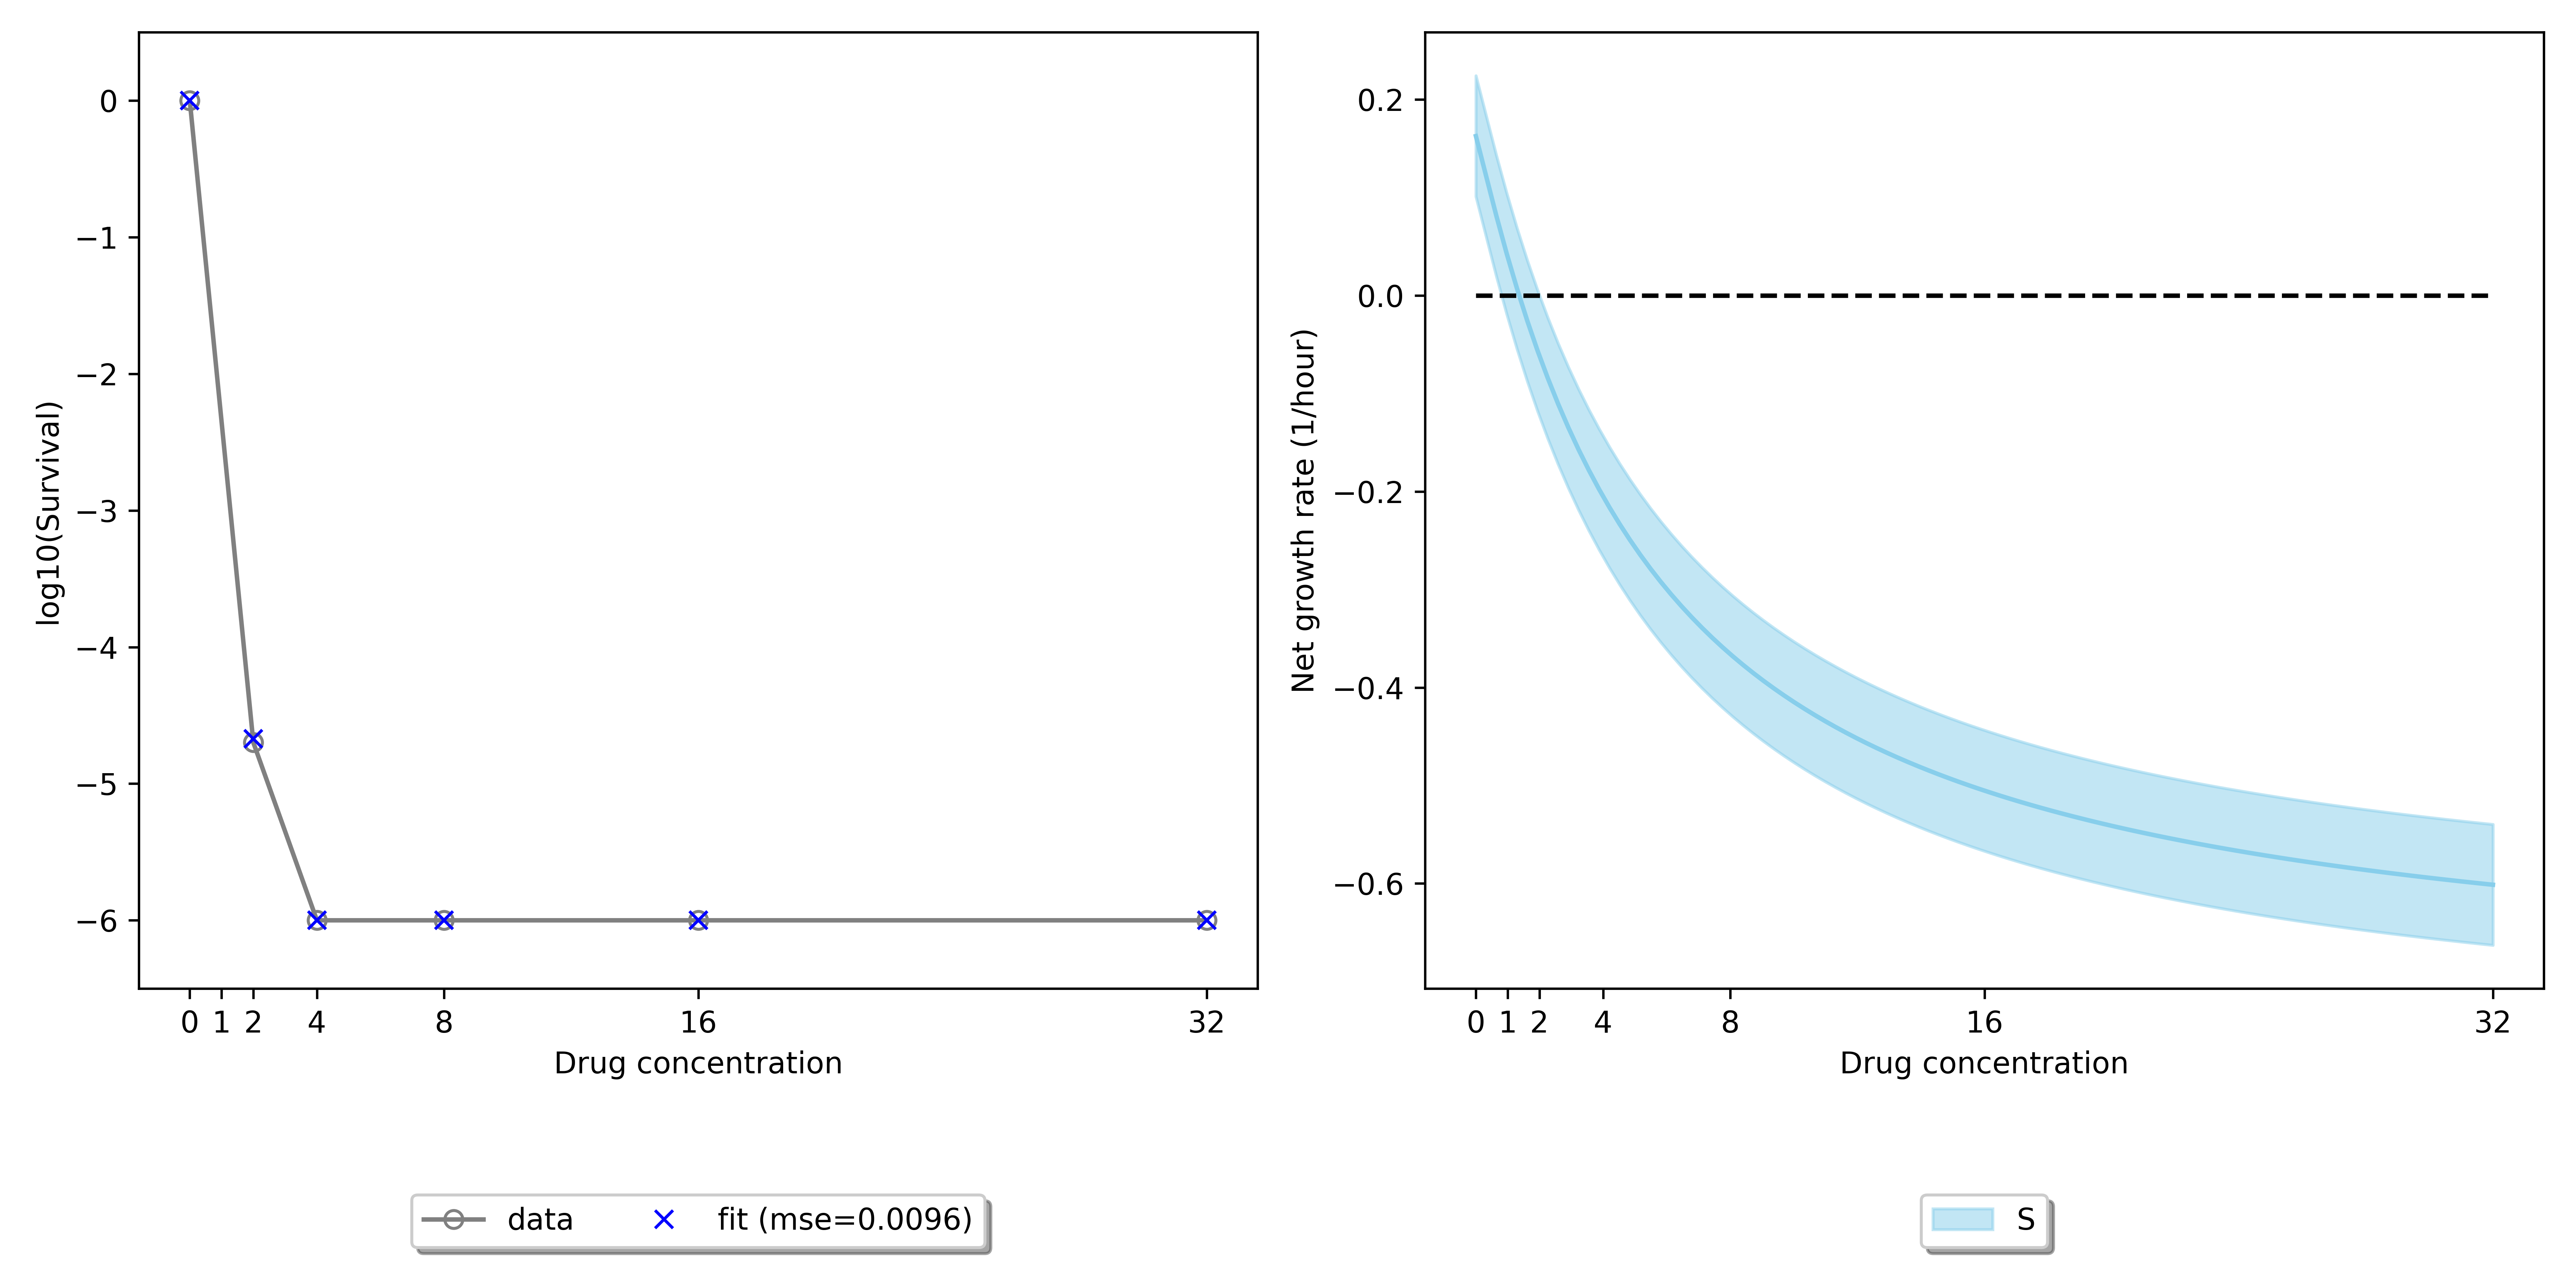 0
−1
−2
−3
−4
−5
−6
log10(Survival)
0 1 2 4 8 16 32
Drug concentration
data fit (mse=0.0096)
0.2
0.0
−0.2
−0.4
−0.6
Net growth rate (1/hour)
0 1 2 4 8 16 32
Drug concentration
S